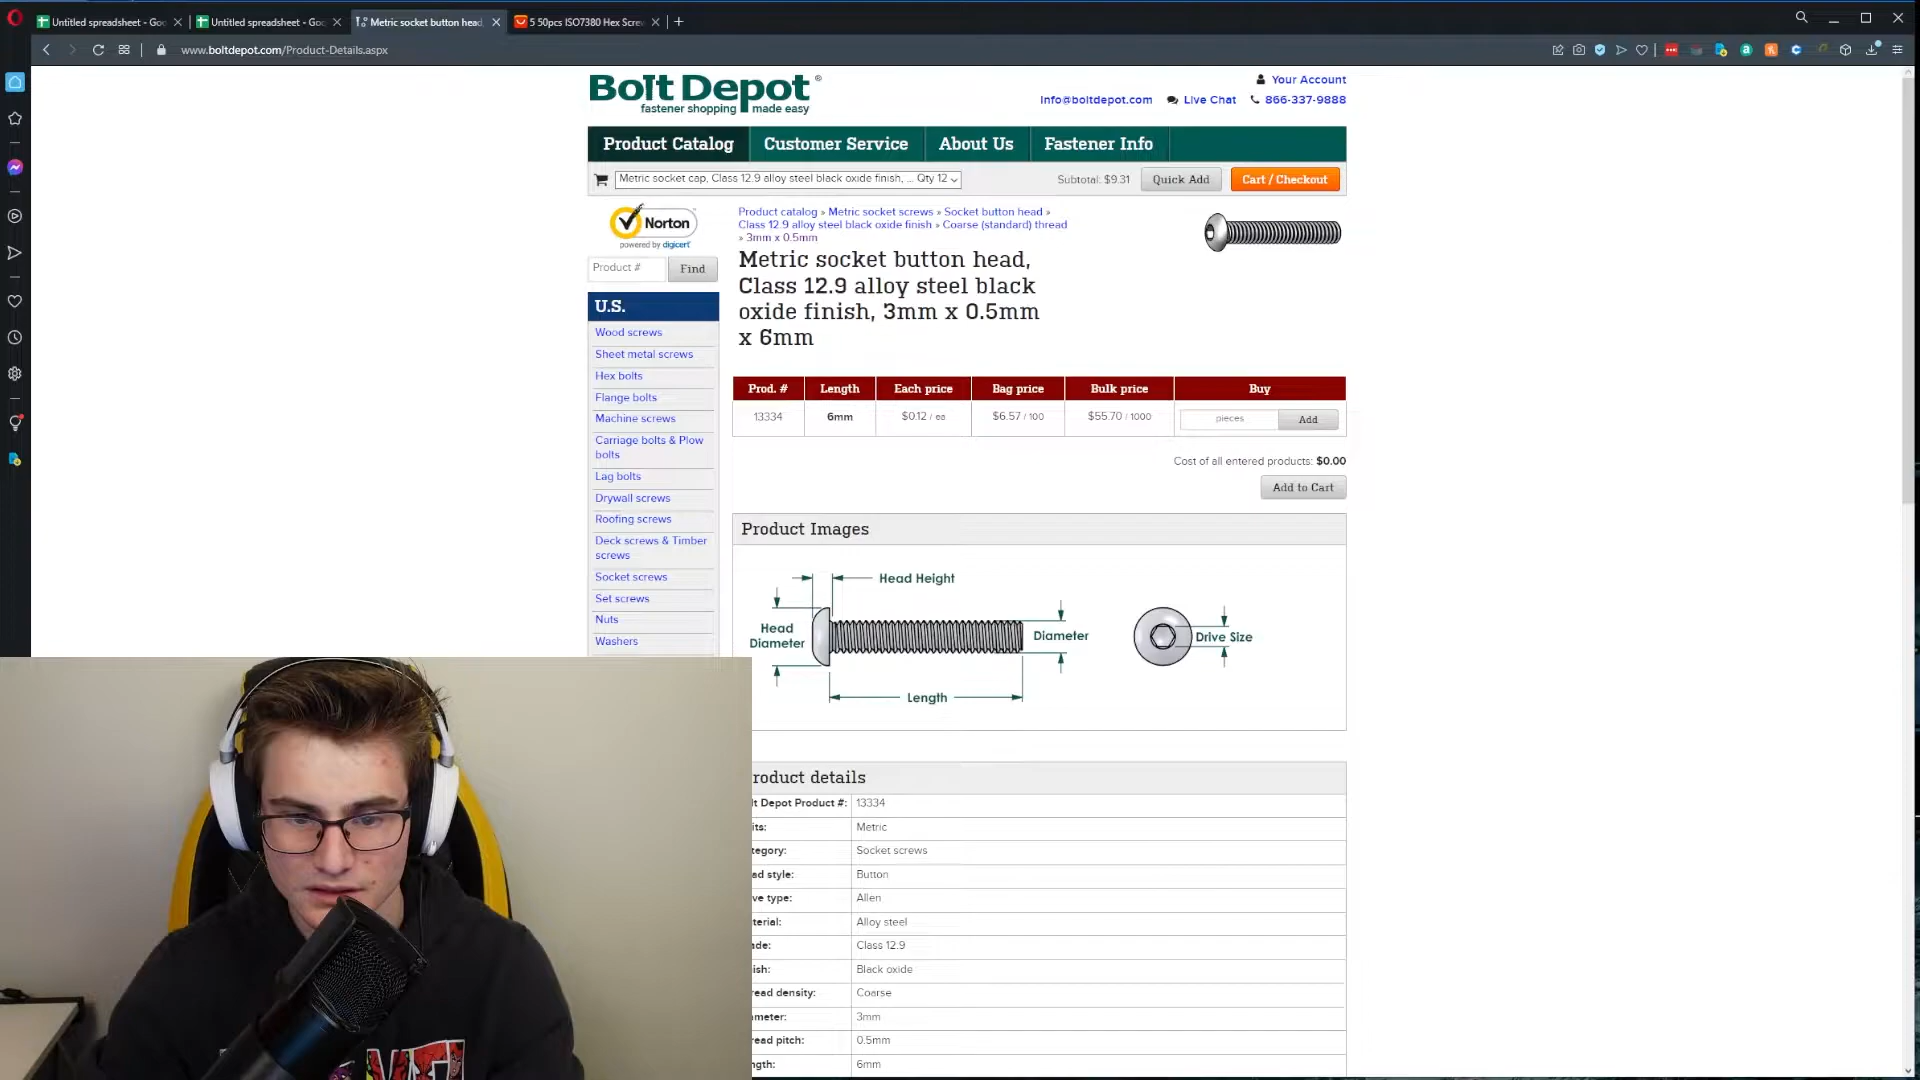 Untitled spreadsheet - Goo
Untitled spreadsheet - Goo
Metric socket button head,
5 50pcs ISO7380 Hex Screw
www.boltdepot.com/Product-Details.aspx
Bolt Depot®
fastener shopping made easy
Your Account
Info@boltdepot.com
Live Chat
866-337-9888
Product Catalog
Customer Service
About Us
Fastener Info
Metric socket cap, Class 12.9 alloy steel black oxide finish, ... Qty 12
Subtotal: $9.31
Quick Add
Cart / Checkout
Norton
powered by digicert
Product #
Find
U.S.
Wood screws
Sheet metal screws
Hex bolts
Flange bolts
Machine screws
Carriage bolts & Plow
bolts
Lag bolts
Drywall screws
Roofing screws
Deck screws & Timber
screws
Socket screws
Set screws
Nuts
Washers
Product catalog » Metric socket screws » Socket button head »
Class 12.9 alloy steel black oxide finish » Coarse (standard) thread
» 3mm x 0.5mm
Metric socket button head,
Class 12.9 alloy steel black
oxide finish, 3mm x 0.5mm
x 6mm
Prod. # Length Each price Bag price Bulk price Buy
13334 6mm $0.12 / ea $6.57 / 100 $55.70 / 1000 pieces Add
Cost of all entered products: $0.00
Add to Cart
Product Images
Head Height
Head
Diameter
Diameter
Length
Drive Size
roduct details
lt Depot Product #: 13334
its: Metric
tegory: Socket screws
ad style: Button
ve type: Allen
terial: Alloy steel
ade: Class 12.9
ish: Black oxide
read density: Coarse
ameter: 3mm
read pitch: 0.5mm
ngth: 6mm